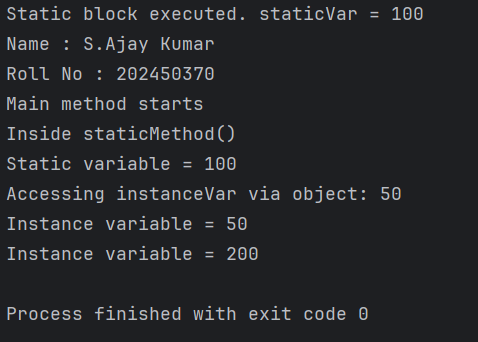 Static block executed. staticVar = 100
Name : S.Ajay Kumar
Roll No : 202450370
Main method starts
Inside staticMethod()
Static variable = 100
Accessing instanceVar via object: 50
Instance variable = 50
Instance variable = 200
Process finished with exit code 0